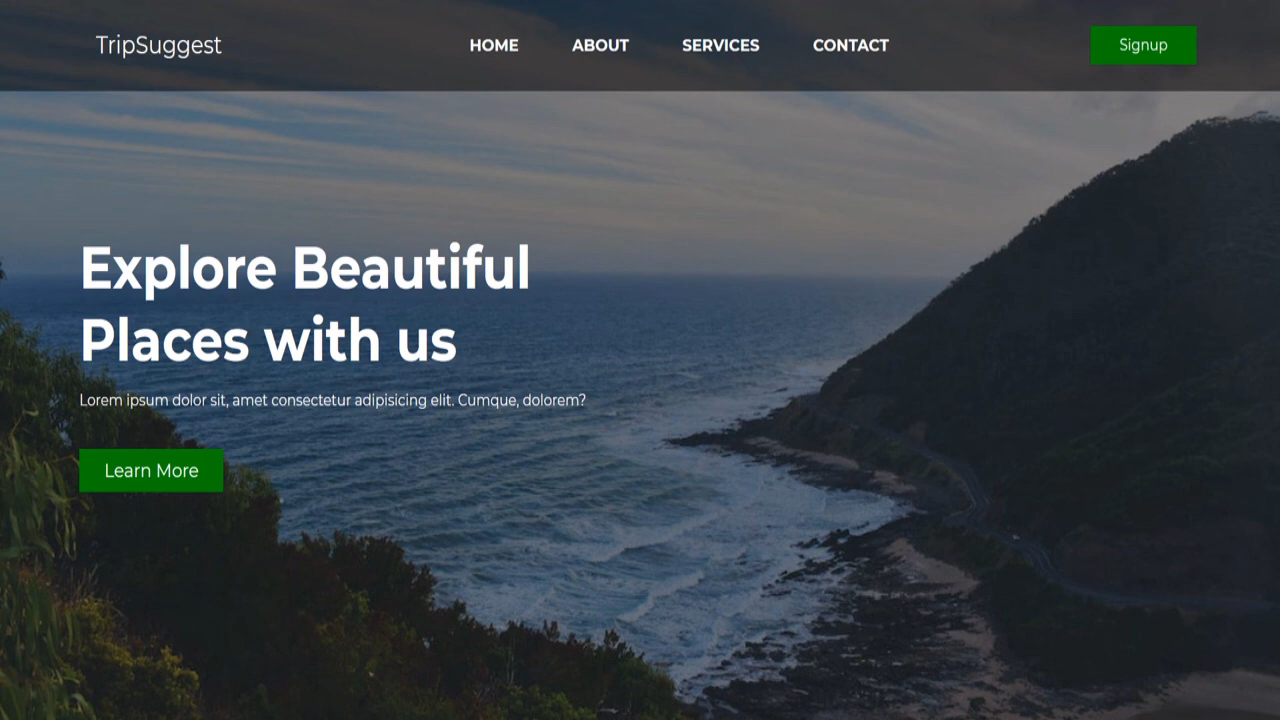 TripSuggest
HOME ABOUT SERVICES CONTACT
Signup
Explore Beautiful
Places with us
Lorem ipsum dolor sit, amet consectetur adipisicing elit. Cumque, dolorem?
Learn More